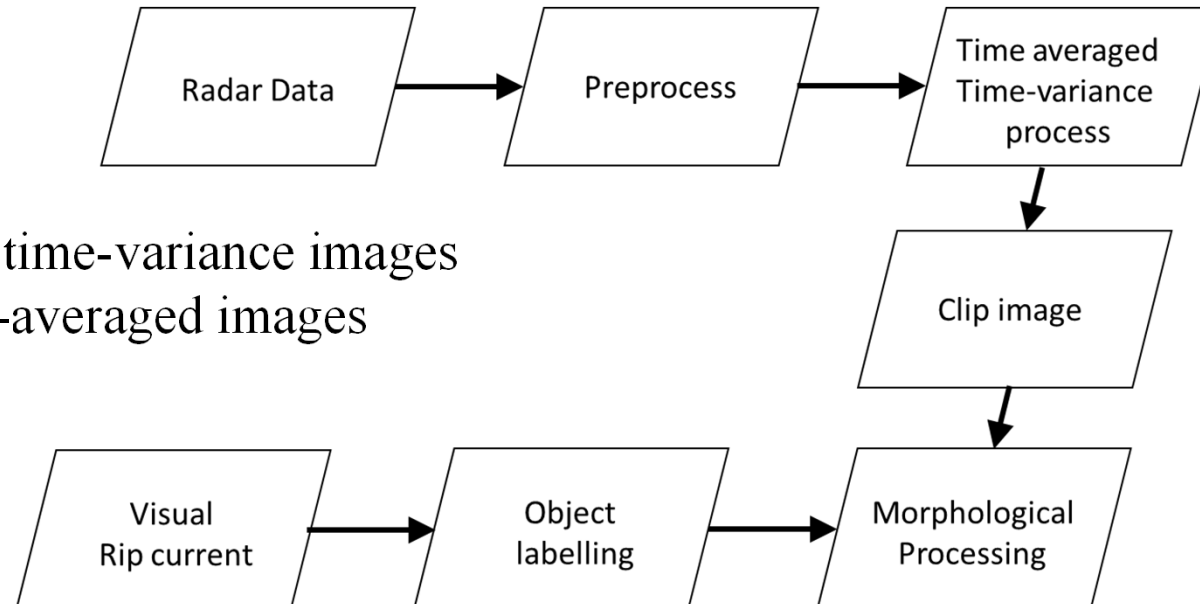 Radar Data
Preprocess
Time averaged
Time-variance
process
time-variance images
-averaged images
Clip image
Visual
Rip current
Object
labelling
Morphological
Processing